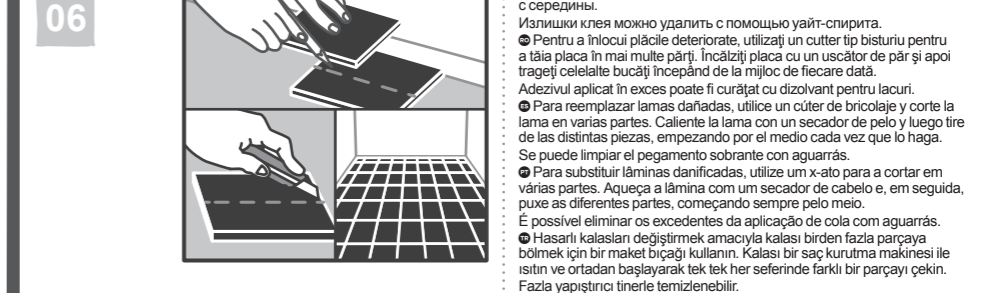 06
с середины.
Излишки клея можно удалить с помощью уайт-спирита.
RO Pentru a înlocui plăcile deteriorate, utilizaţi un cutter tip bisturiu pentru
a tăia placa în mai multe părţi. Încălziţi placa cu un uscător de păr şi apoi
trageţi celelalte bucăţi începând de la mijloc de fiecare dată.
Adezivul aplicat în exces poate fi curăţat cu dizolvant pentru lacuri.
ES Para reemplazar lamas dañadas, utilice un cúter de bricolaje y corte la
lama en varias partes. Caliente la lama con un secador de pelo y luego tire
de las distintas piezas, empezando por el medio cada vez que lo haga.
Se puede limpiar el pegamento sobrante con aguarrás.
PT Para substituir lâminas danificadas, utilize um x-ato para a cortar em
várias partes. Aqueça a lâmina com um secador de cabelo e, em seguida,
puxe as diferentes partes, começando sempre pelo meio.
É possível eliminar os excedentes da aplicação de cola com aguarrás.
TR Hasarlı kalasları değiştirmek amacıyla kalası birden fazla parçaya
bölmek için bir maket bıçağı kullanın. Kalası bir saç kurutma makinesi ile
ısıtın ve ortadan başlayarak tek tek her seferinde farklı bir parçayı çekin.
Fazla yapıştırıcı tinerle temizlenebilir.